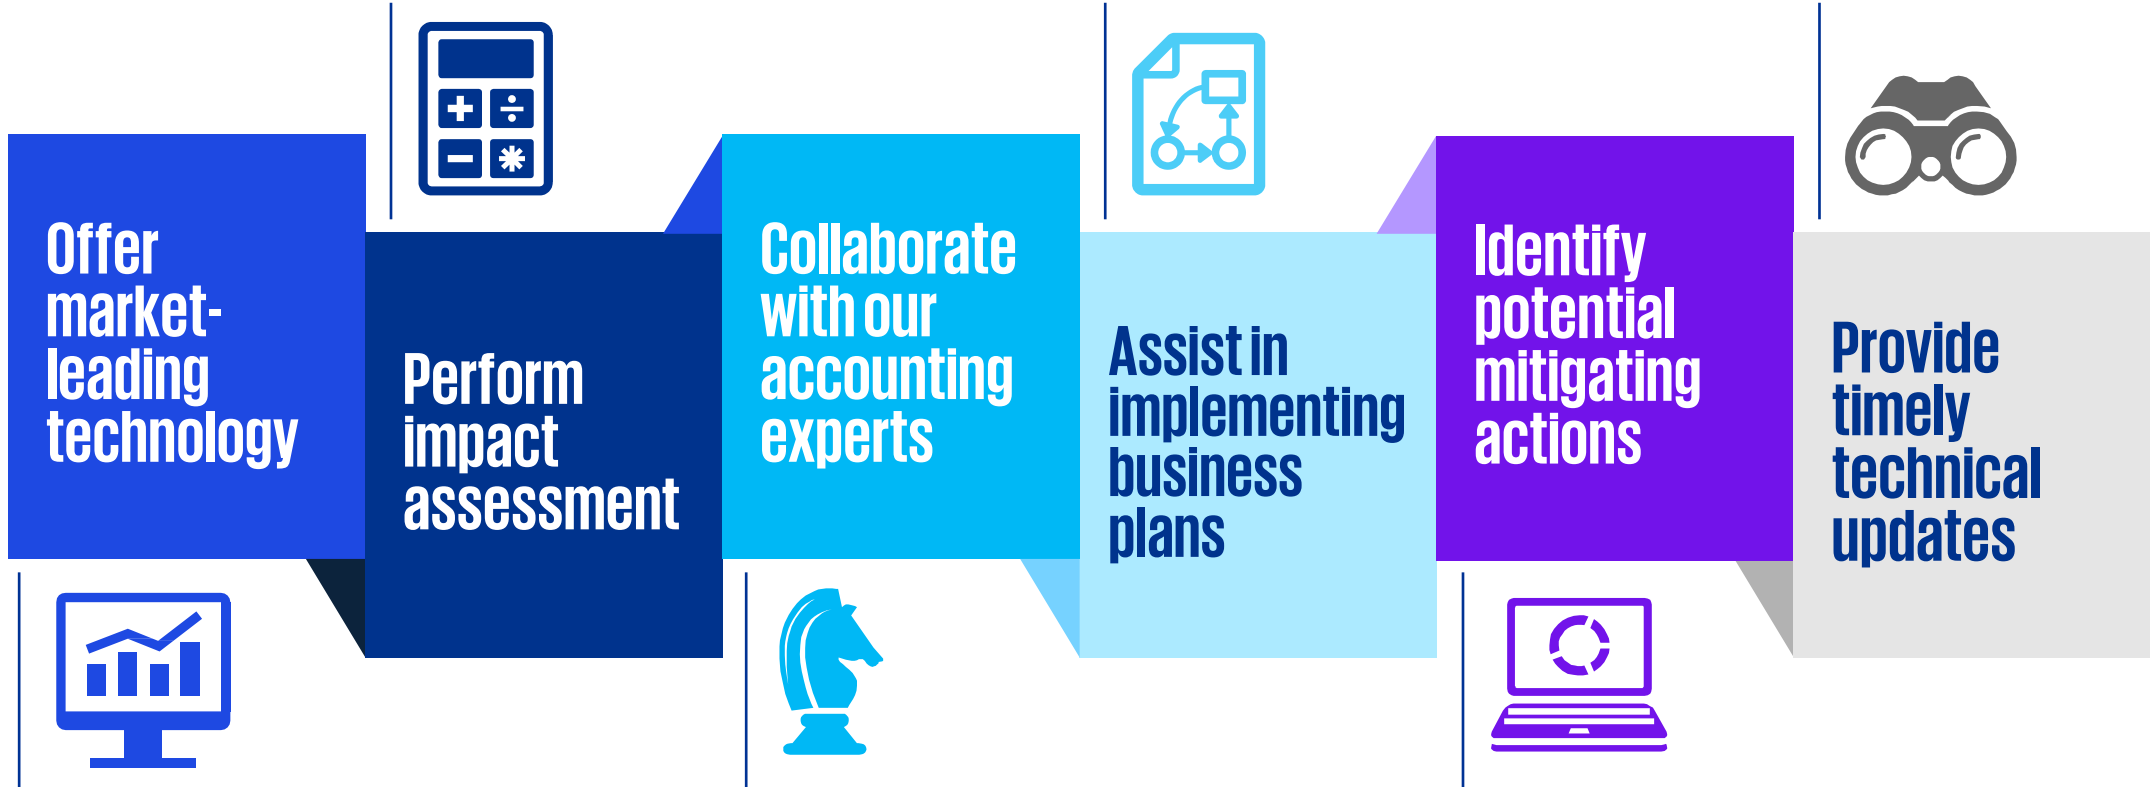 Offer
market-
leading
technology
Perform
impact
assessment
Collaborate
with our
accounting
experts
Assist in
implementing
business
plans
Identify
potential
mitigating
actions
Provide
timely
technical
updates